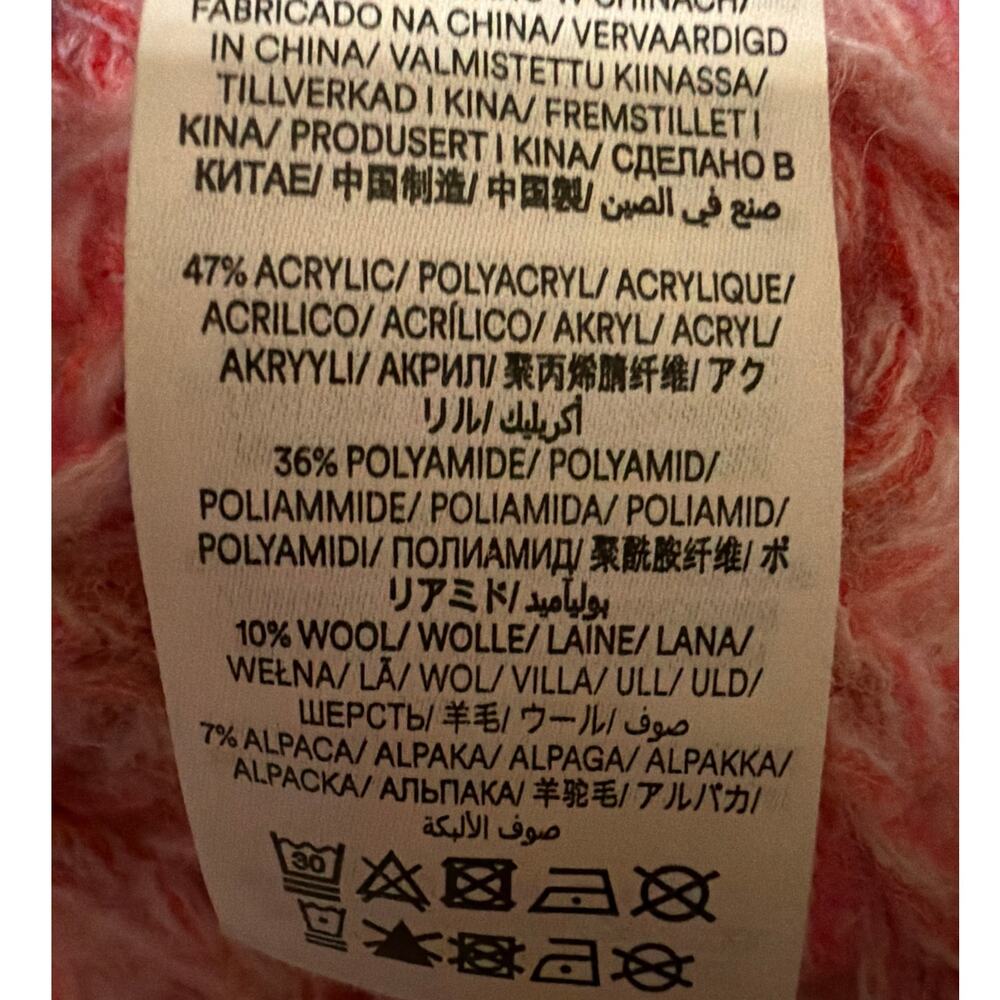 FABRICADO NA CHINA/ VERVAARDIGD
IN CHINA/ VALMISTETTU KIINASSA/
TILLVERKAD I KINA/ FREMSTILLET I
KINA/ PRODUSERT I KINA/ СДЕЛАНО В
КИТАЕ/ 中国制造/ 中国製/ صنع في الصين
47% ACRYLIC/ POLYACRYL/ ACRYLIQUE/
ACRILICO/ ACRÍLICO/ AKRYL/ ACRYL/
AKRYYLI/ АКРИЛ/ 聚丙烯腈纤维/ アク
リル/ أكريليك
36% POLYAMIDE/ POLYAMID/
POLIAMMIDE/ POLIAMIDA/ POLIAMID/
POLYAMIDI/ ПОЛИАМИД/ 聚酰胺纤维/ ポ
リアミド/ بولياميد
10% WOOL/ WOLLE/ LAINE/ LANA/
WEŁNA/ LÃ/ WOL/ VILLA/ ULL/ ULD/
ШЕРСТЬ/ 羊毛/ ウール/ صوف
7% ALPACA/ ALPAKA/ ALPAGA/ ALPAKKA/
ALPACKA/ АЛЬПАКА/ 羊驼毛/ アルパカ/
صوف الألبكة
30